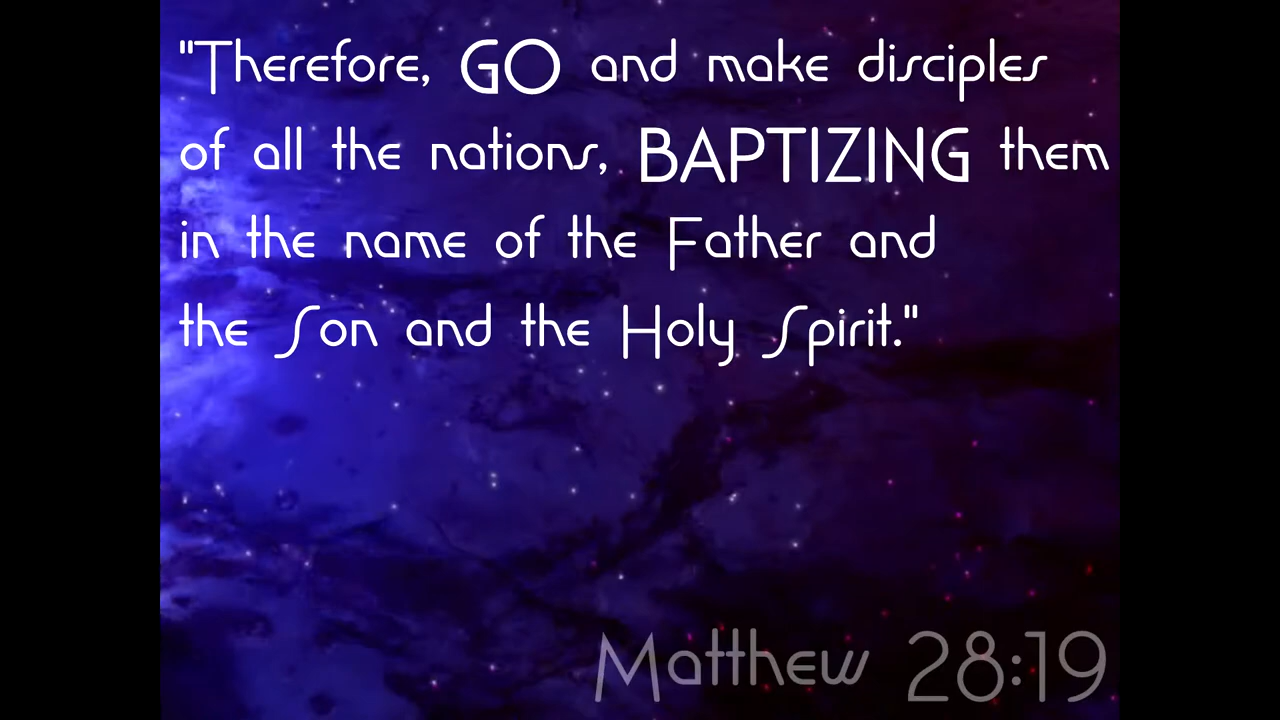 "Therefore, GO and make disciples
of all the nations, BAPTIZING them
in the name of the Father and
the Son and the Holy Spirit."
Matthew 28:19